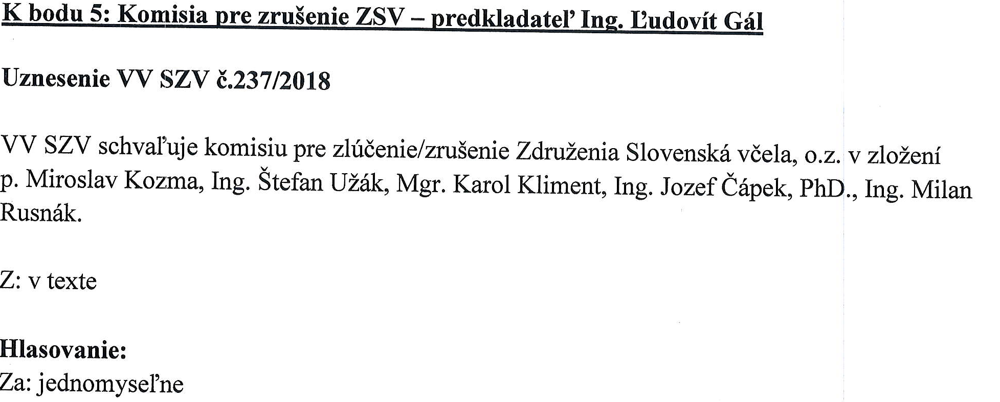 K bodu 5: Komisia pre zrušenie ZSV – predkladateľ Ing. Ľudovít Gál
Uznesenie VV SZV č.237/2018
VV SZV schvaľuje komisiu pre zlúčenie/zrušenie Združenia Slovenská včela, o.z. v zložení
p. Miroslav Kozma, Ing. Štefan Užák, Mgr. Karol Kliment, Ing. Jozef Čápek, PhD., Ing. Milan
Rusnák.
Z: v texte
Hlasovanie:
Za: jednomyseľne